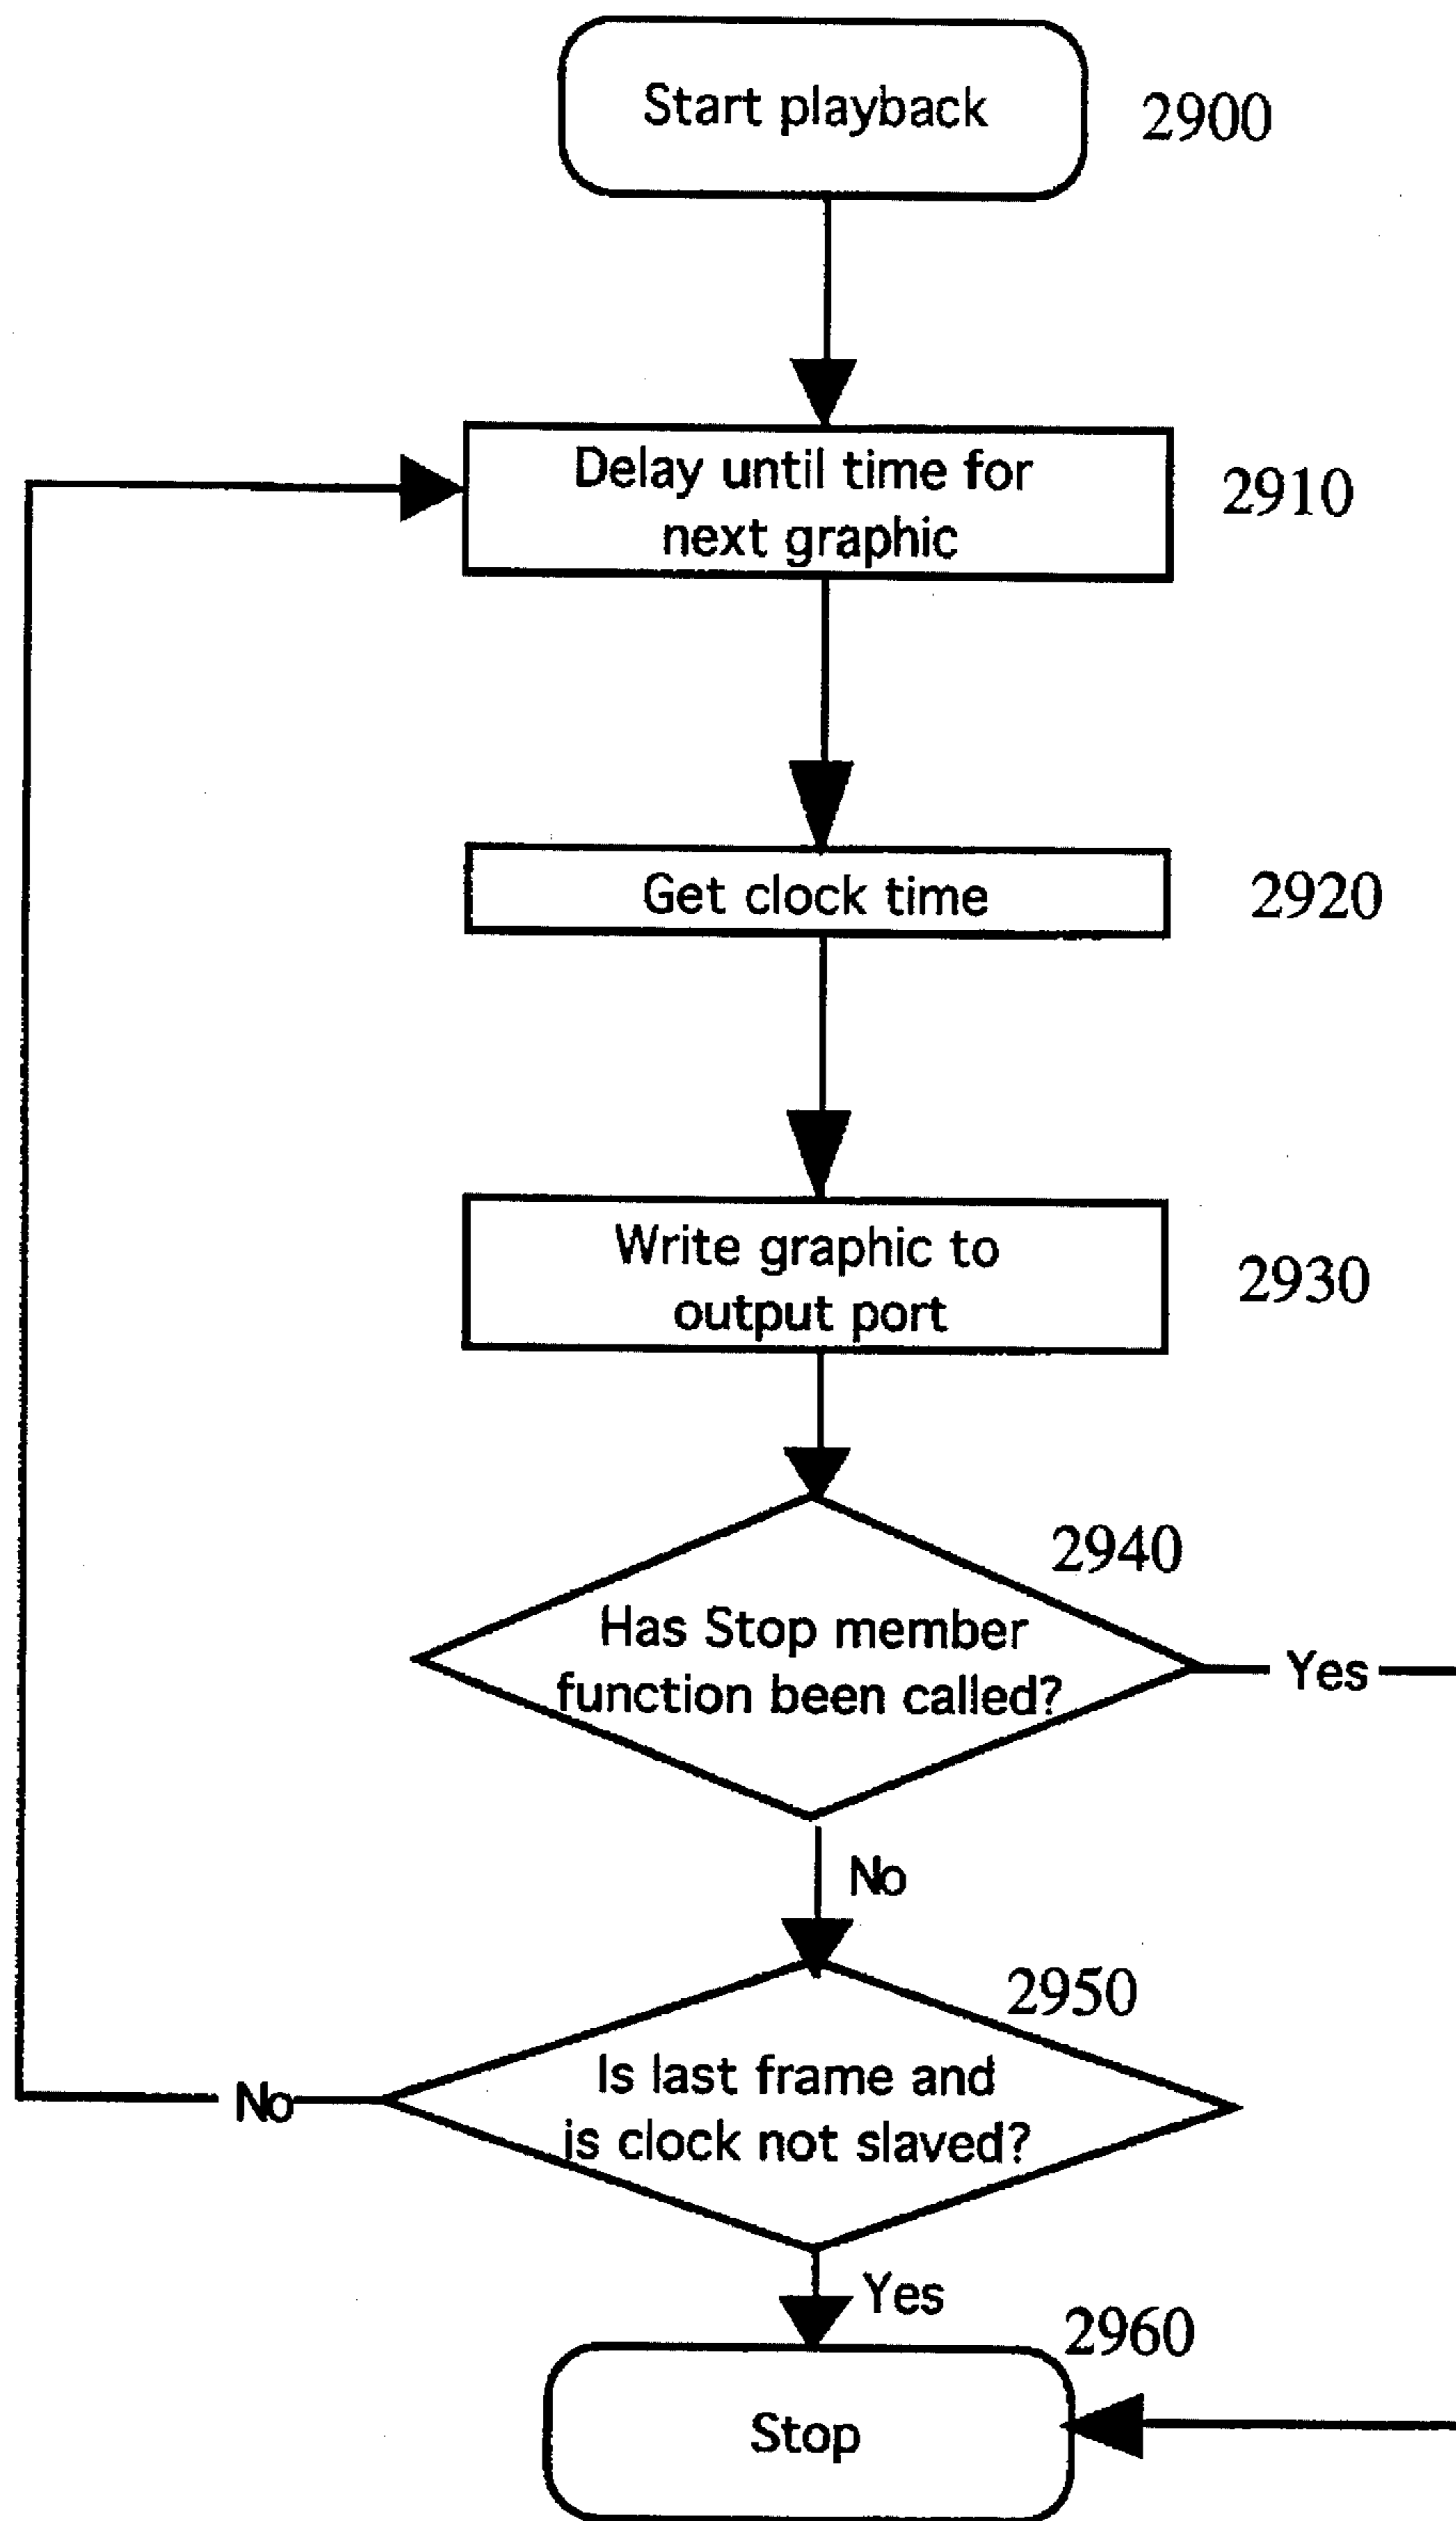 Start playback
2900
Delay until time for
next graphic
2910
Get clock time
2920
Write graphic to
output port
2930
2940
Has Stop member
function been called?
Yes
No
2950
Is last frame and
is clock not slaved?
No
Yes
2960
Stop